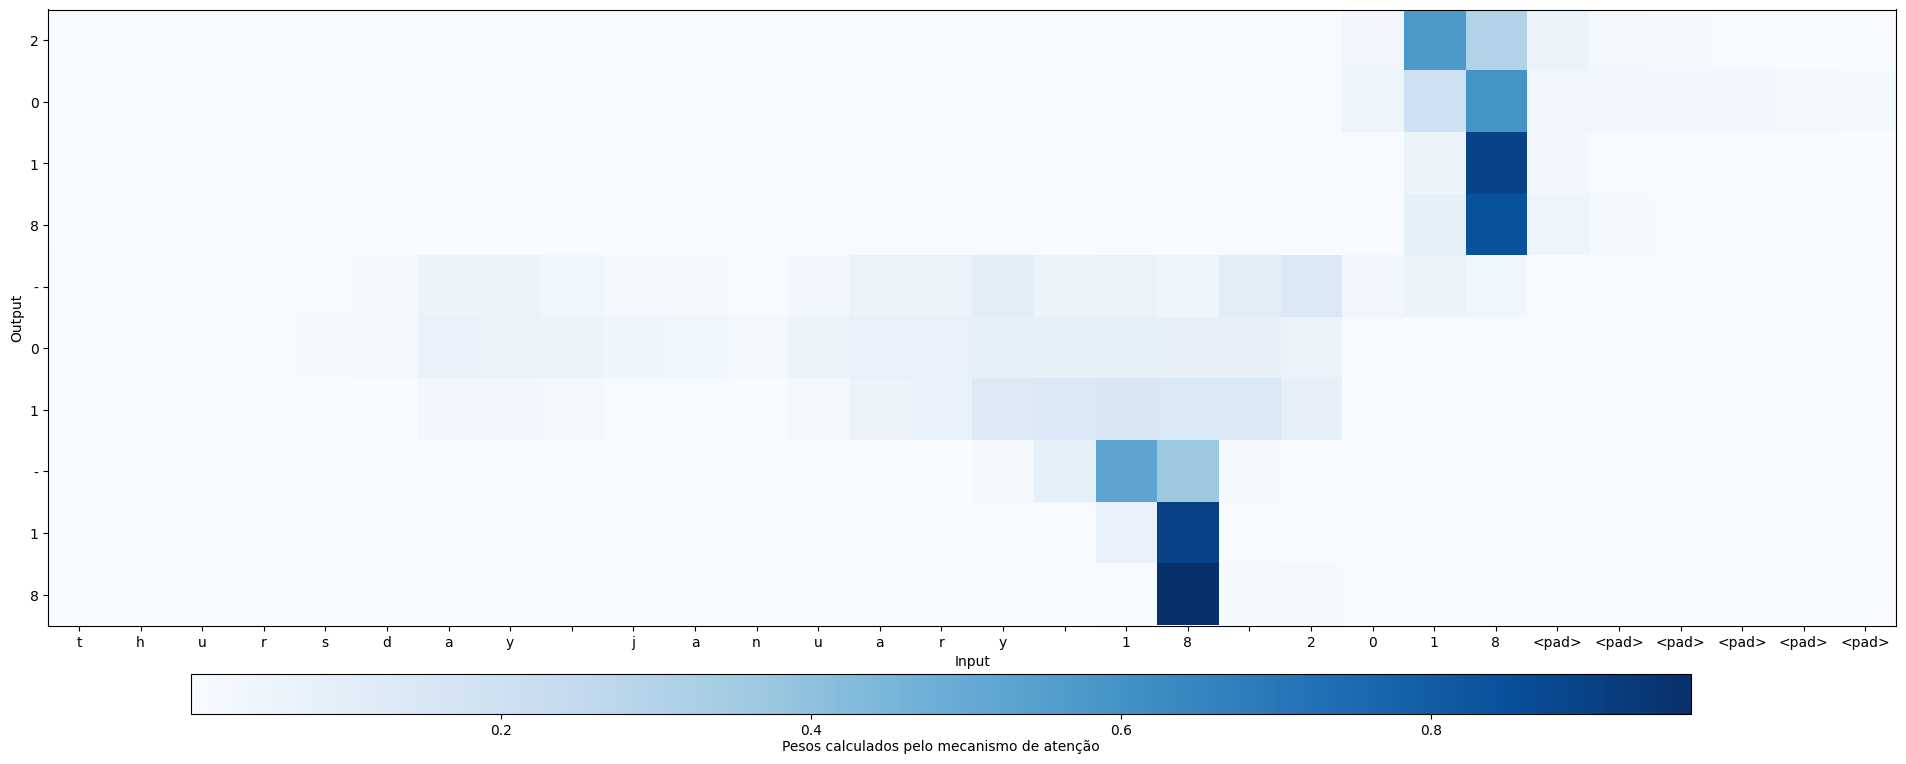 2
0
1
8
-
0
1
-
1
8
Output
t h u r s d a y j a n u a r y 1 8 2 0 1 8 <pad> <pad> <pad> <pad> <pad> <pad>
Input
0.2 0.4 0.6 0.8
Pesos calculados pelo mecanismo de atenção